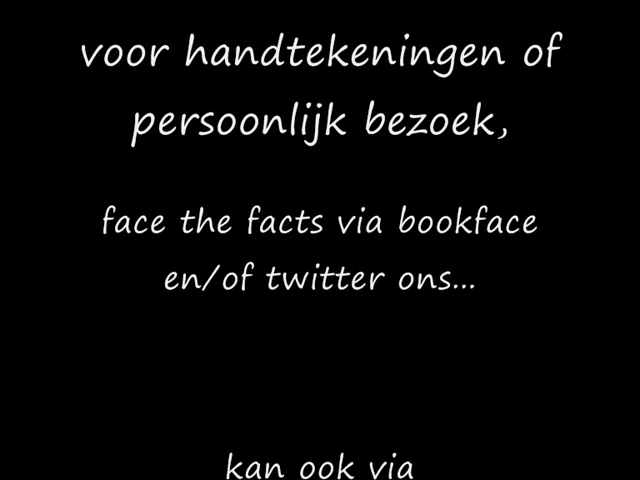 voor handtekeningen of
persoonlijk bezoek,
face the facts via bookface
en/of twitter ons...
kan ook via